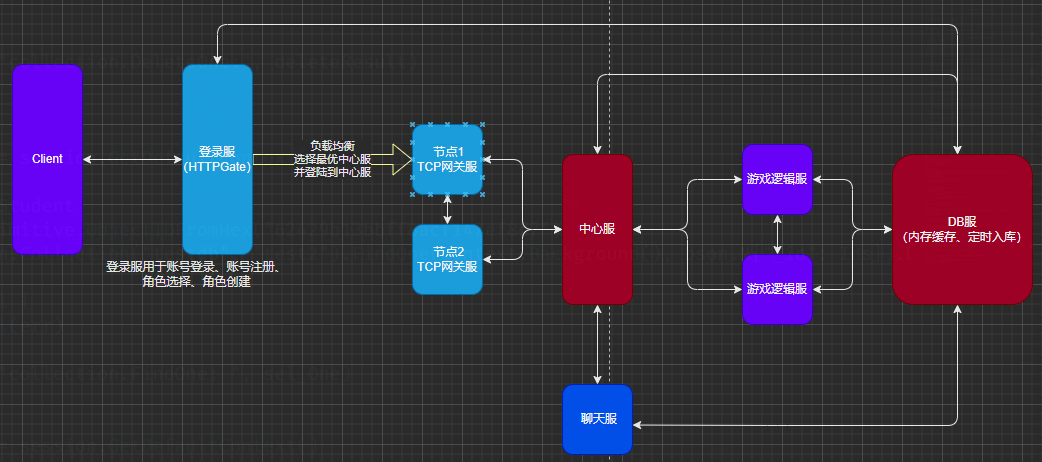 Client
登录服
(HTTPGate)
登录服用于账号登录、账号注册、
角色选择、角色创建
负载均衡
选择最优中心服
并登陆到中心服
节点1
TCP网关服
节点2
TCP网关服
中心服
聊天服
游戏逻辑服
游戏逻辑服
DB服
(内存缓存、定时入库)